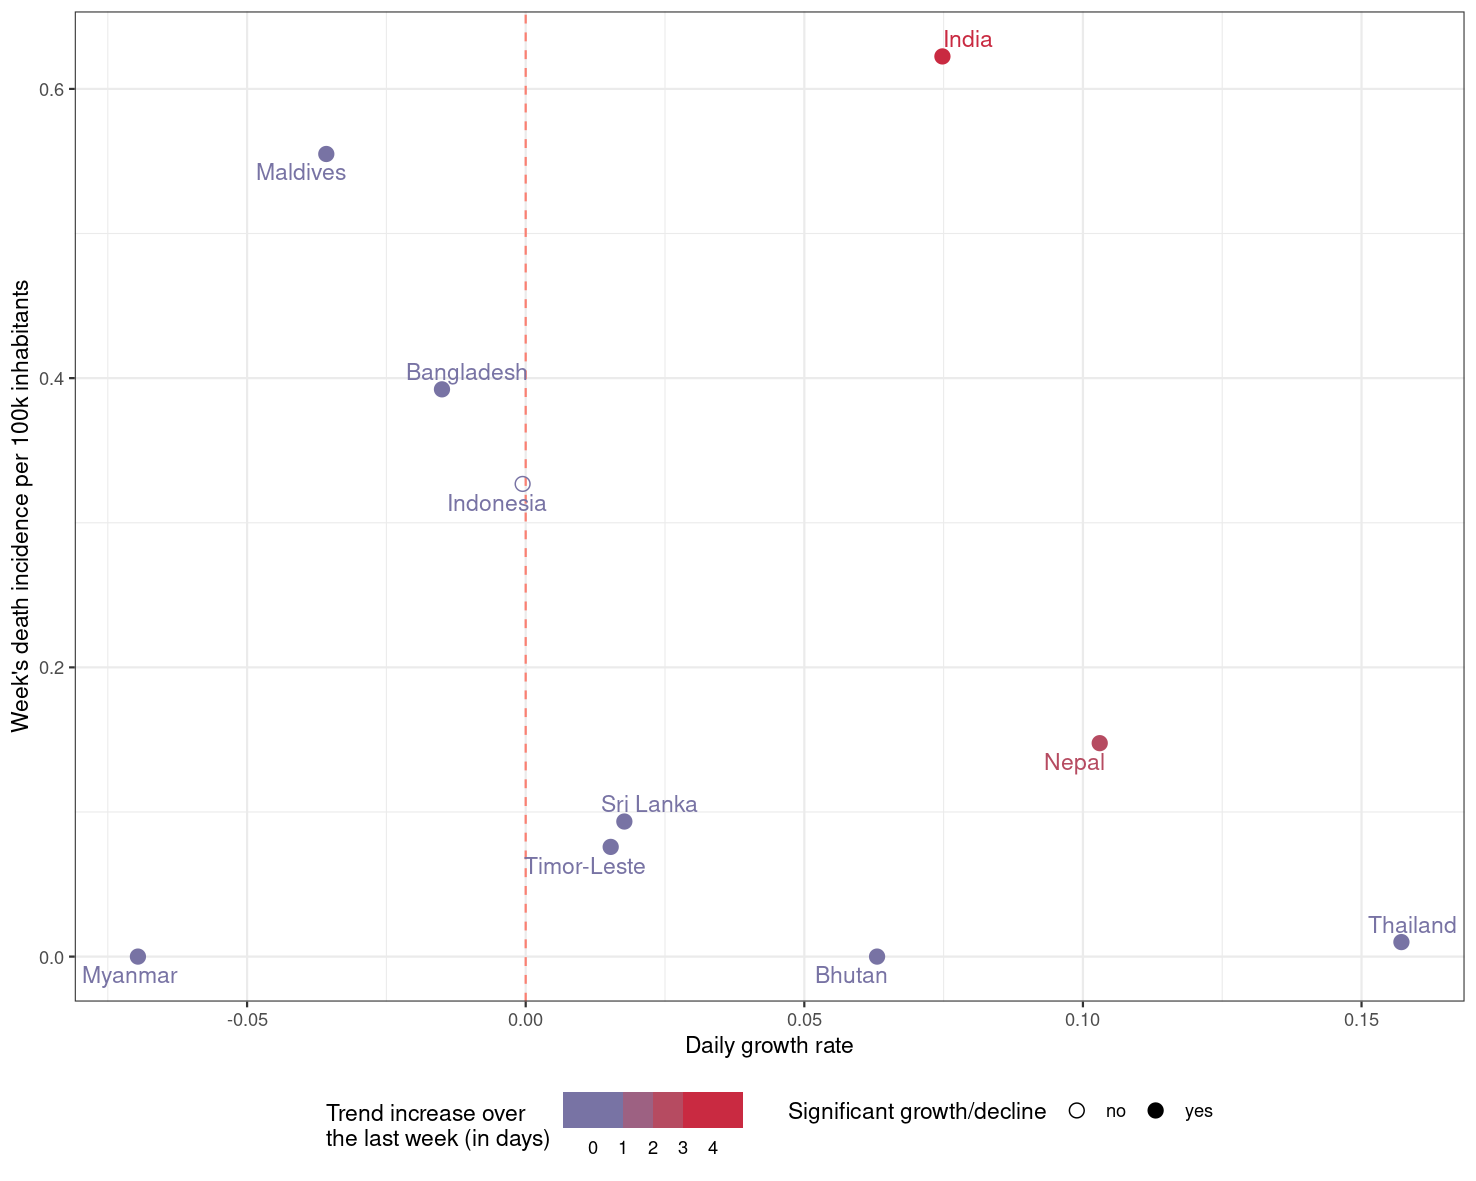 India
0.6
Maldives
Bangladesh
0.4
Indonesia
Week's death incidence per 100k inhabitants
0.2
Nepal
Sri Lanka
Timor-Leste
Thailand
0.0
Myanmar
Bhutan
-0.05
0.00
0.05
0.10
0.15
Daily growth rate
Trend increase over
the last week (in days)
0 1 2 3 4
Significant growth/decline
no
yes